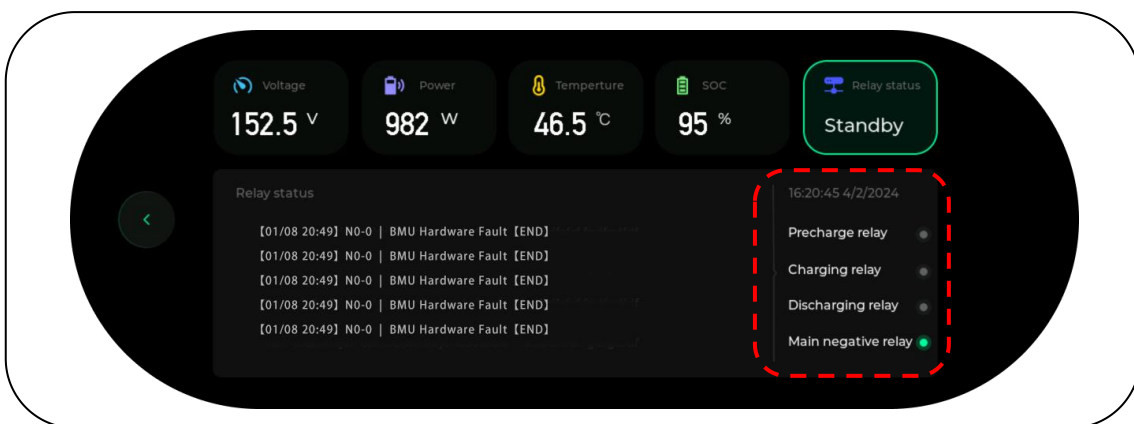 Voltage
152.5 V
Power
982 W
Temperture
46.5 ℃
SOC
95 %
Relay status
Standby
Relay status
【01/08 20:49】N0-0 | BMU Hardware Fault【END】
【01/08 20:49】N0-0 | BMU Hardware Fault【END】
【01/08 20:49】N0-0 | BMU Hardware Fault【END】
【01/08 20:49】N0-0 | BMU Hardware Fault【END】
【01/08 20:49】N0-0 | BMU Hardware Fault【END】
16:20:45 4/2/2024
Precharge relay
Charging relay
Discharging relay
Main negative relay